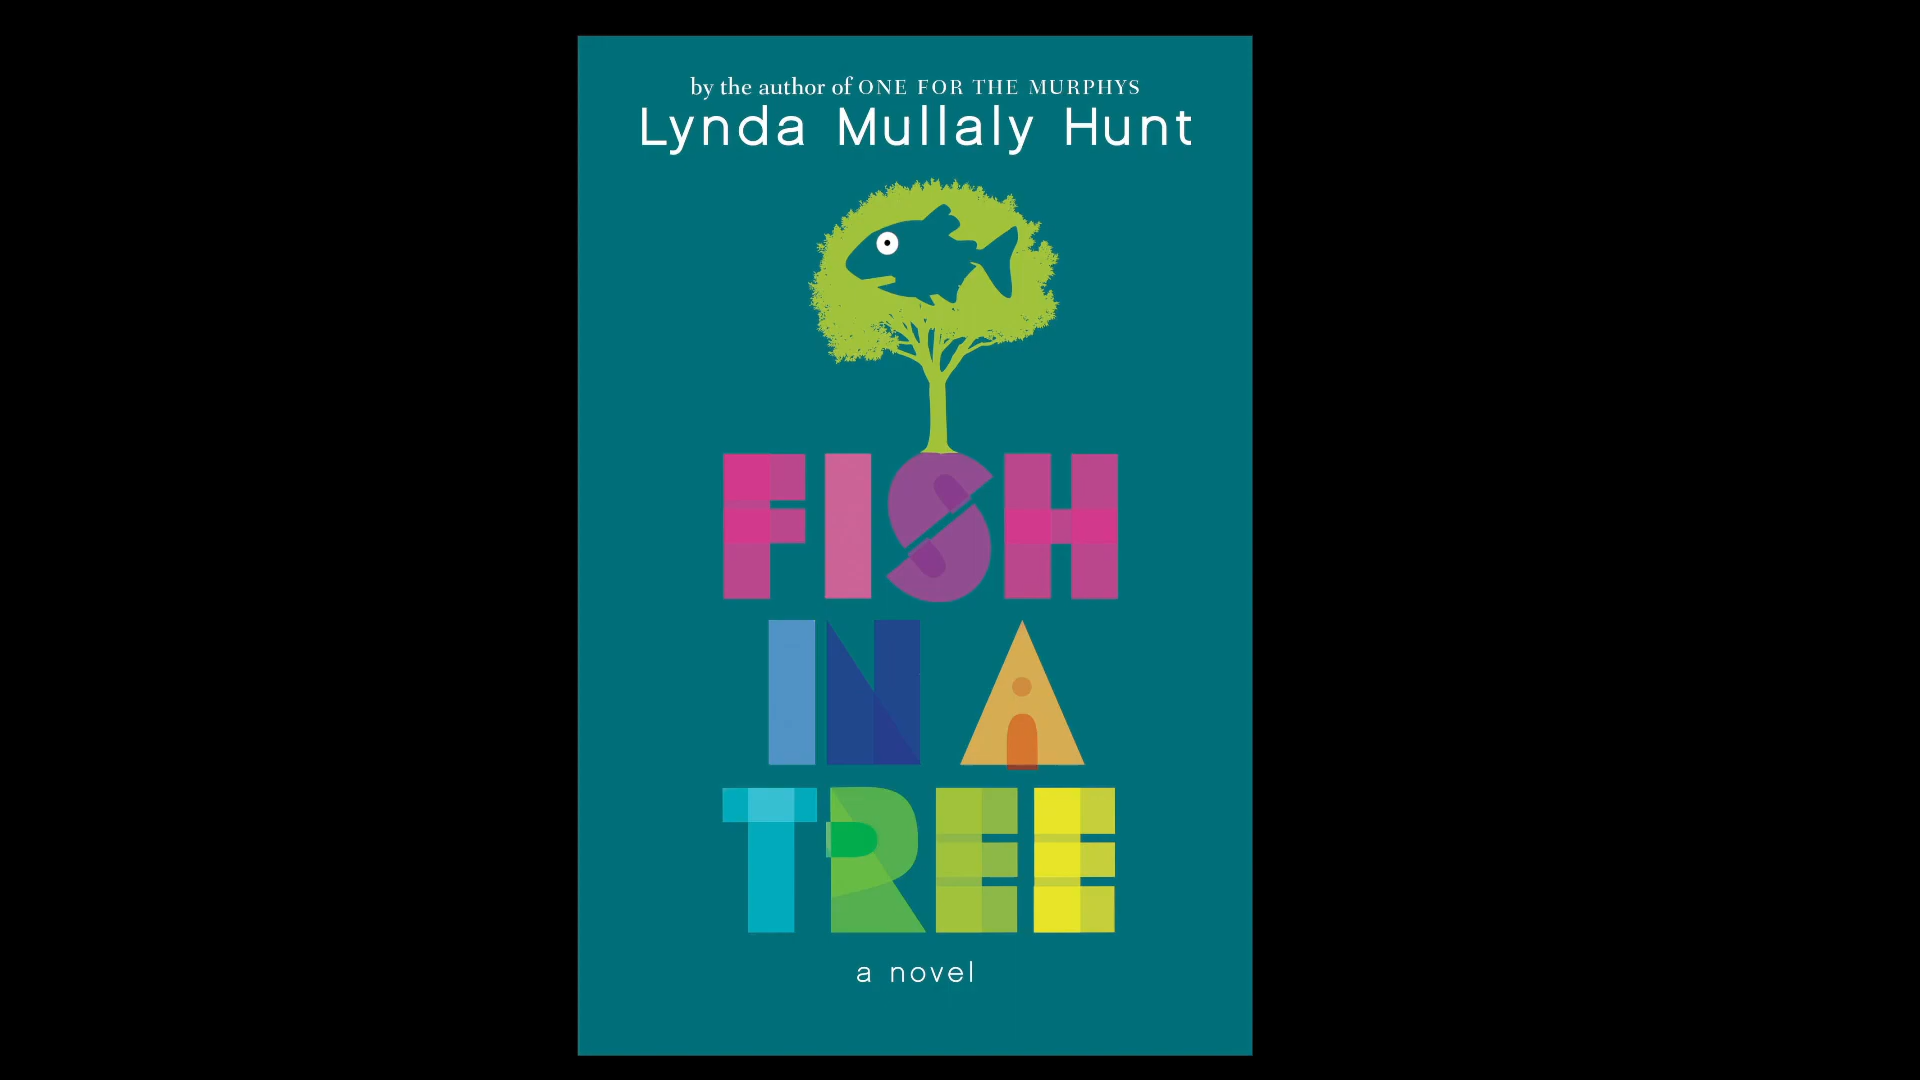 by the author of ONE FOR THE MURPHYS
Lynda Mullaly Hunt
FISH
IN A
TREE
a novel